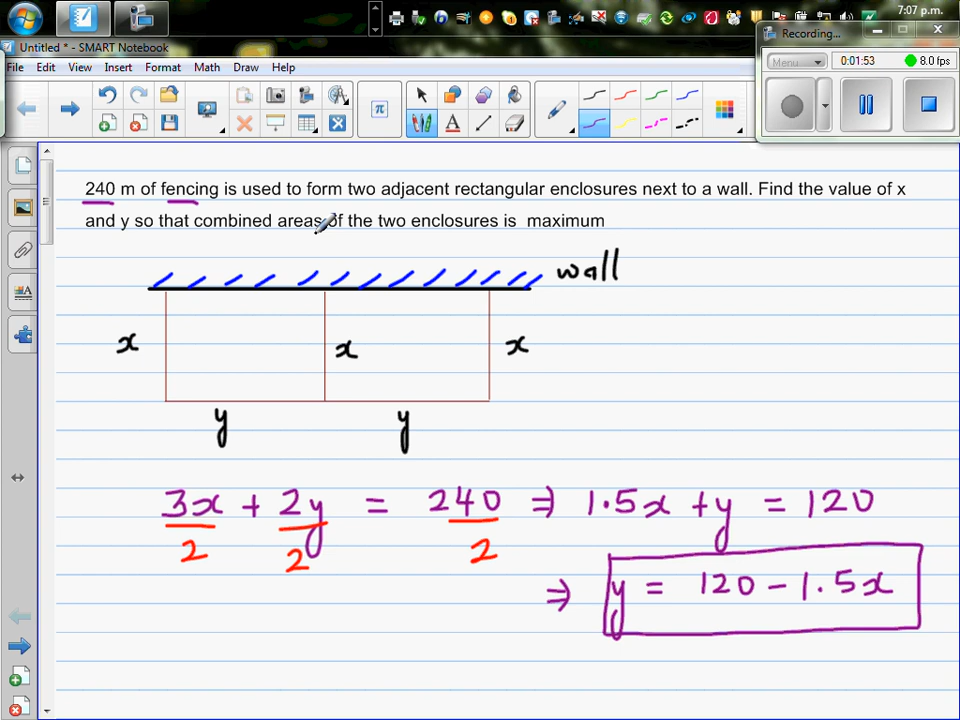 7:07 p.m.
Untitled * - SMART Notebook
Recording...
File Edit View Insert Format Math Draw Help
Menu 0:01:53 8.0 fps
π
A
240 m of fencing is used to form two adjacent rectangular enclosures next to a wall. Find the value of x
and y so that combined areas of the two enclosures is maximum
wall
x x x
y y
3x + 2y = 240 ⇒ 1.5x + y = 120
2 2 2
⇒ y = 120 - 1.5x